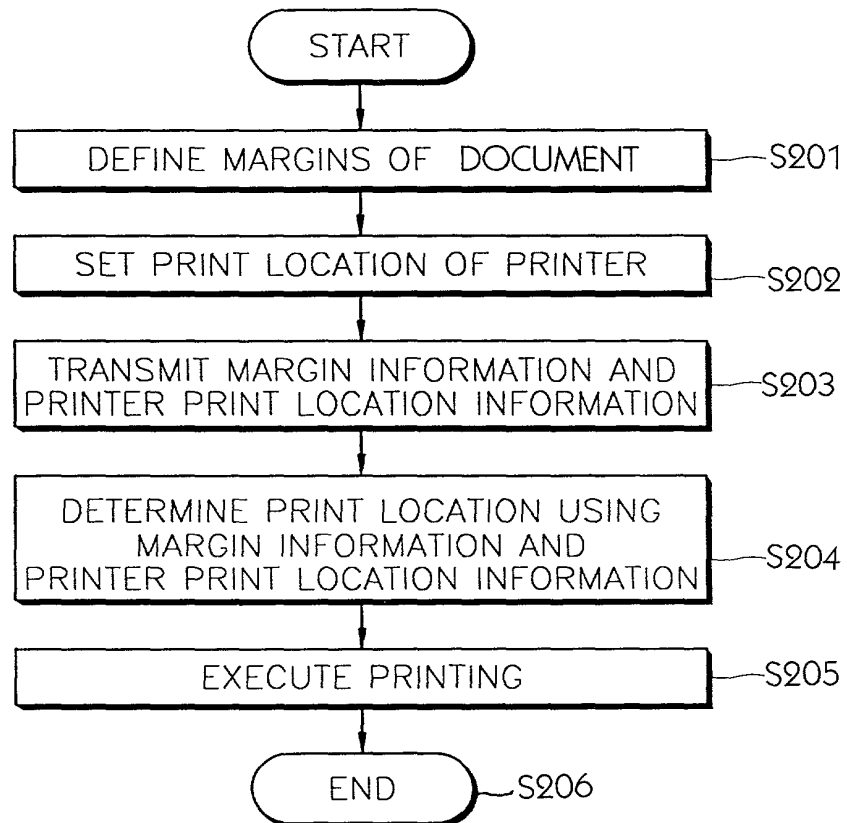 START
DEFINE MARGINS OF DOCUMENT
S201
SET PRINT LOCATION OF PRINTER
S202
TRANSMIT MARGIN INFORMATION AND
PRINTER PRINT LOCATION INFORMATION
S203
DETERMINE PRINT LOCATION USING
MARGIN INFORMATION AND
PRINTER PRINT LOCATION INFORMATION
S204
EXECUTE PRINTING
S205
END
S206